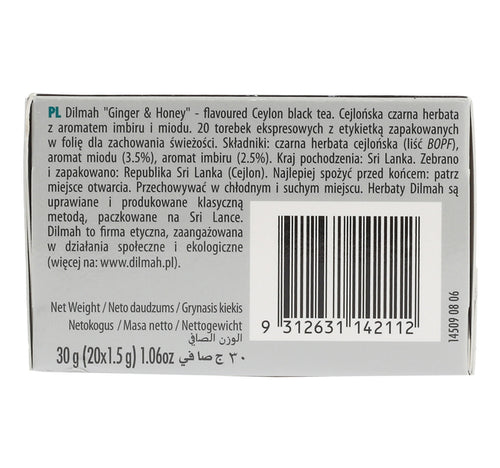 PL Dilmah "Ginger & Honey" - flavoured Ceylon black tea. Cejlońska czarna herbata
z aromatem imbiru i miodu. 20 torebek ekspresowych z etykietką zapakowanych
w folię dla zachowania świeżości. Składniki: czarna herbata cejlońska (liść BOPF),
aromat miodu (3.5%), aromat imbiru (2.5%). Kraj pochodzenia: Sri Lanka. Zebrano
i zapakowano: Republika Sri Lanka (Cejlon). Najlepiej spożyć przed końcem: patrz
miejsce otwarcia. Przechowywać w chłodnym i suchym miejscu. Herbaty Dilmah są
uprawiane i produkowane klasyczną
metodą, paczkowane na Sri Lance.
Dilmah to firma etyczna, zaangażowana
w działania społeczne i ekologiczne
(więcej na: www.dilmah.pl).
Net Weight / Neto daudzums / Grynasis kiekis
Netokogus / Masa netto / Nettogewicht
الوزن الصافي
30 g (20x1.5 g) 1.06oz ٣٠ ج صافي
9 312631 142112
14509 08 06